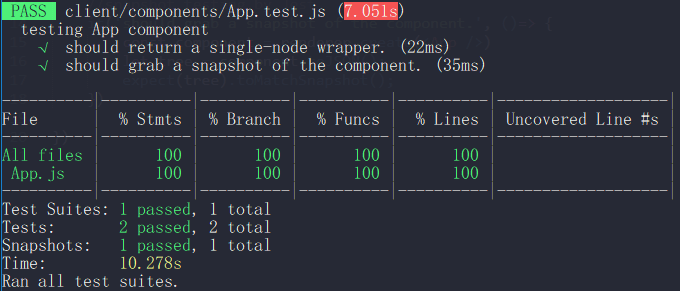 PASS client/components/App.test.js (7.051s)
testing App component
√ should return a single-node wrapper. (22ms)
√ should grab a snapshot of the component. (35ms)
File | % Stmts | % Branch | % Funcs | % Lines | Uncovered Line #s
All files | 100 | 100 | 100 | 100 |
App.js | 100 | 100 | 100 | 100 |
Test Suites: 1 passed, 1 total
Tests: 2 passed, 2 total
Snapshots: 1 passed, 1 total
Time: 10.278s
Ran all test suites.